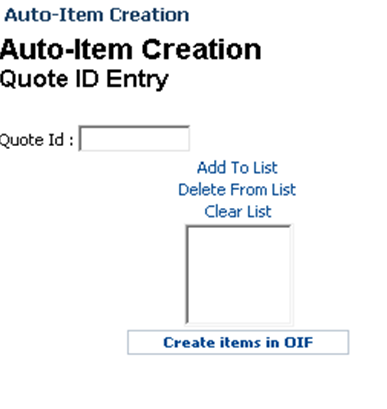 Auto-Item Creation
Auto-Item Creation
Quote ID Entry
Quote Id :
Add To List
Delete From List
Clear List
Create items in OIF